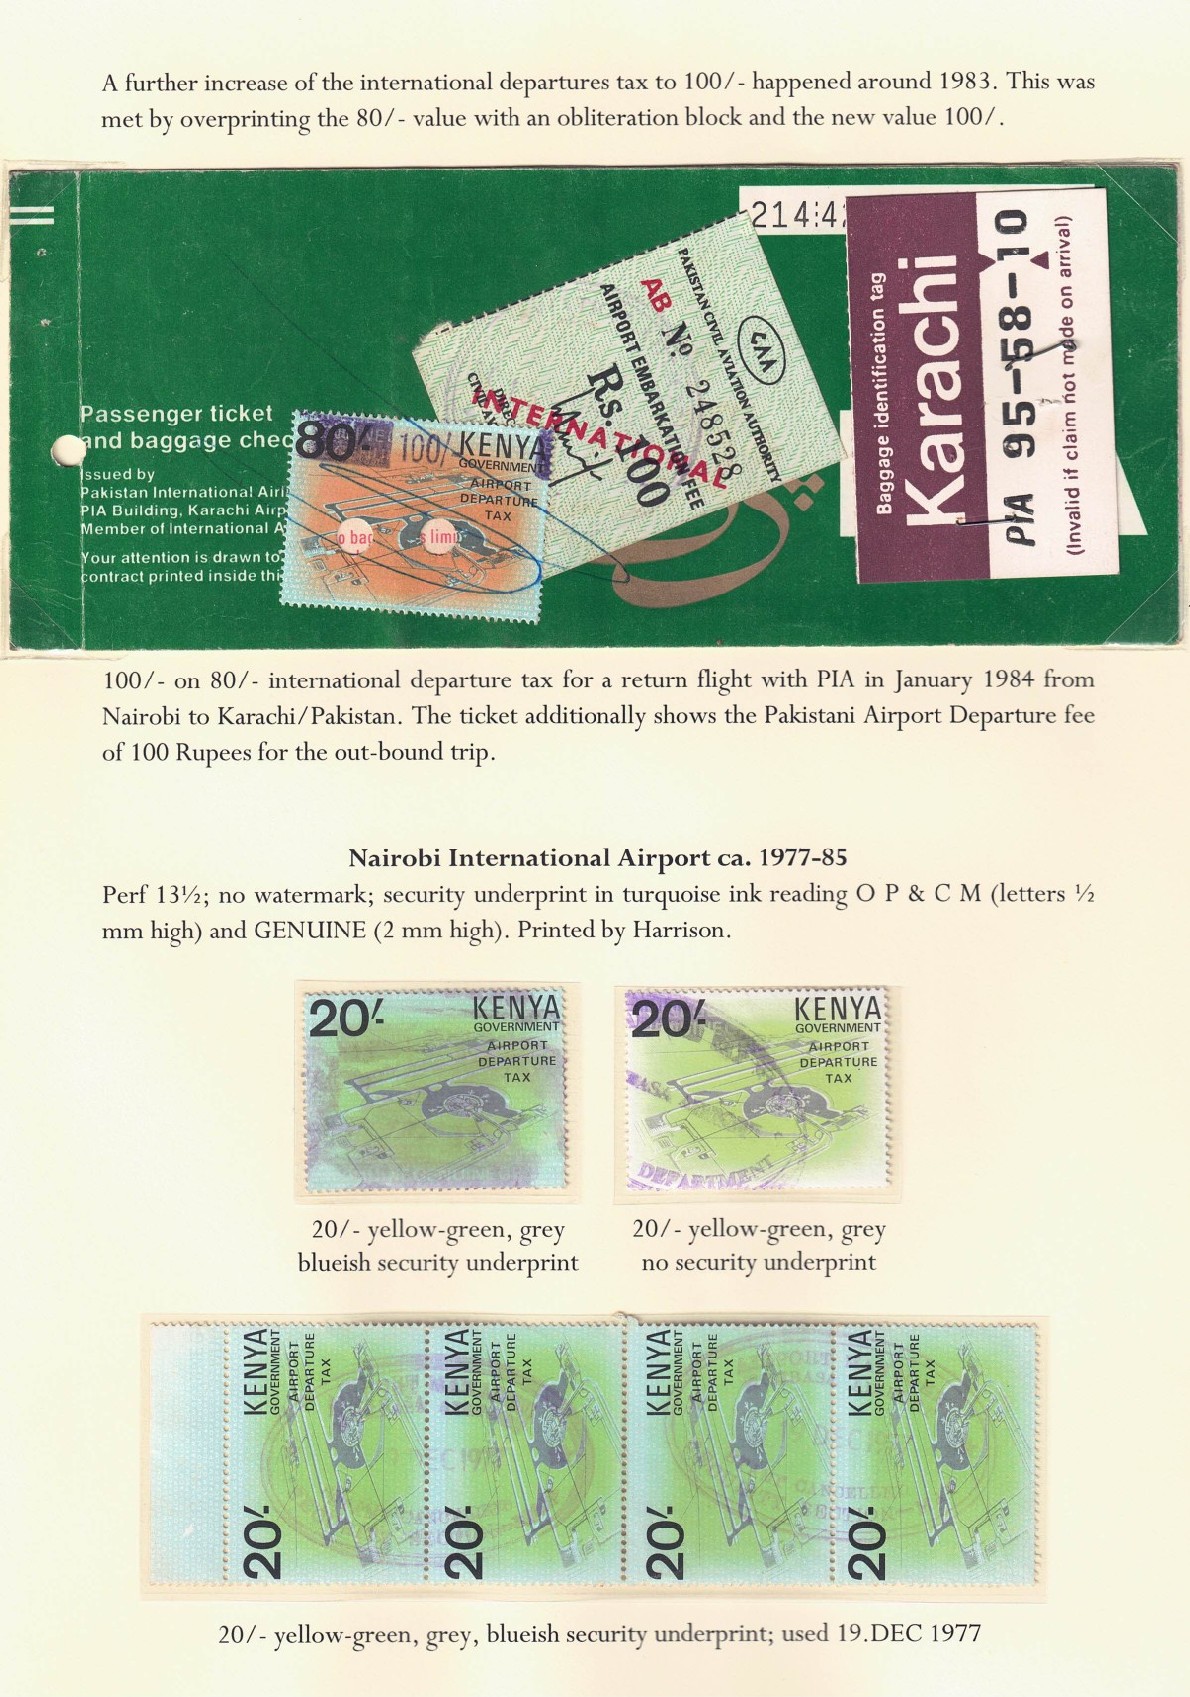 A further increase of the international departures tax to 100/- happened around 1983. This was
met by overprinting the 80/- value with an obliteration block and the new value 100/.
214:42
Passenger ticket
and baggage chec
Issued by
Pakistan International Airli
PIA Building, Karachi Airp
Member of International A
Your attention is drawn to
contract printed inside thi
80/-
100/-
KENYA
GOVERNMENT
AIRPORT
DEPARTURE
TAX
o bag
s limi
PAKISTAN CIVIL AVIATION AUTHORITY
CAA
AB No 248528
AIRPORT EMBARKATION FEE
Rs. 100
INTERNATIONAL
Baggage identification tag
Karachi
PIA 95-58-10
(Invalid if claim not made on arrival)
100/- on 80/- international departure tax for a return flight with PIA in January 1984 from
Nairobi to Karachi/Pakistan. The ticket additionally shows the Pakistani Airport Departure fee
of 100 Rupees for the out-bound trip.
Nairobi International Airport ca. 1977-85
Perf 13½; no watermark; security underprint in turquoise ink reading O P & C M (letters ½
mm high) and GENUINE (2 mm high). Printed by Harrison.
20/-
KENYA
GOVERNMENT
AIRPORT
DEPARTURE
TAX
20/-
KENYA
GOVERNMENT
AIRPORT
DEPARTURE
TAX
DEPARTMENT
20/- yellow-green, grey
blueish security underprint
20/- yellow-green, grey
no security underprint
20/-
KENYA
GOVERNMENT
AIRPORT
DEPARTURE
TAX
20/-
KENYA
GOVERNMENT
AIRPORT
DEPARTURE
TAX
20/-
KENYA
GOVERNMENT
AIRPORT
DEPARTURE
TAX
20/-
KENYA
GOVERNMENT
AIRPORT
DEPARTURE
TAX
20/- yellow-green, grey, blueish security underprint; used 19.DEC 1977